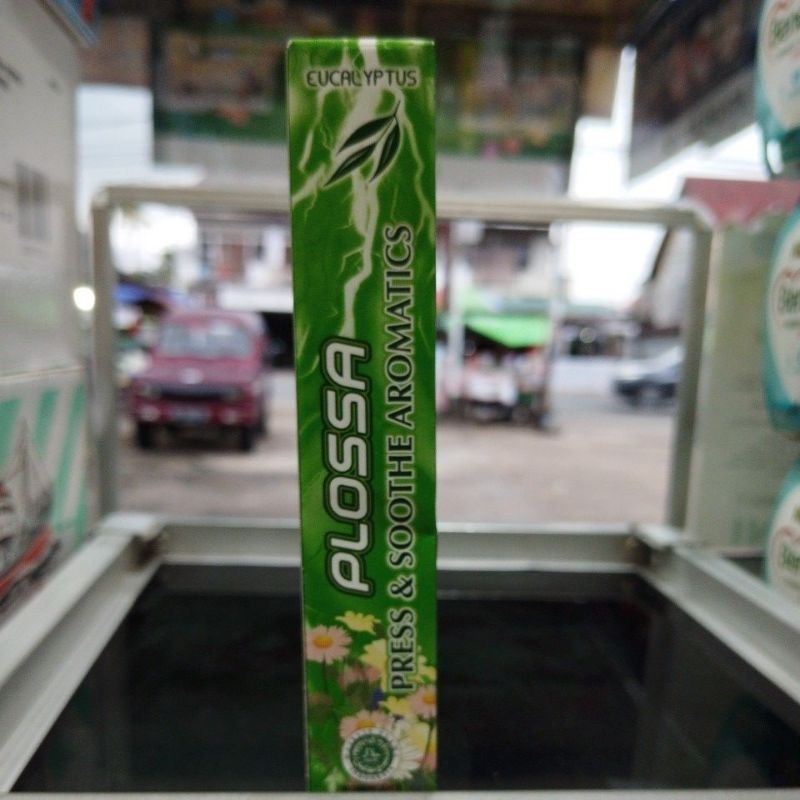 EUCALYPTUS
PLOSSA
PRESS & SOOTHE AROMATICS